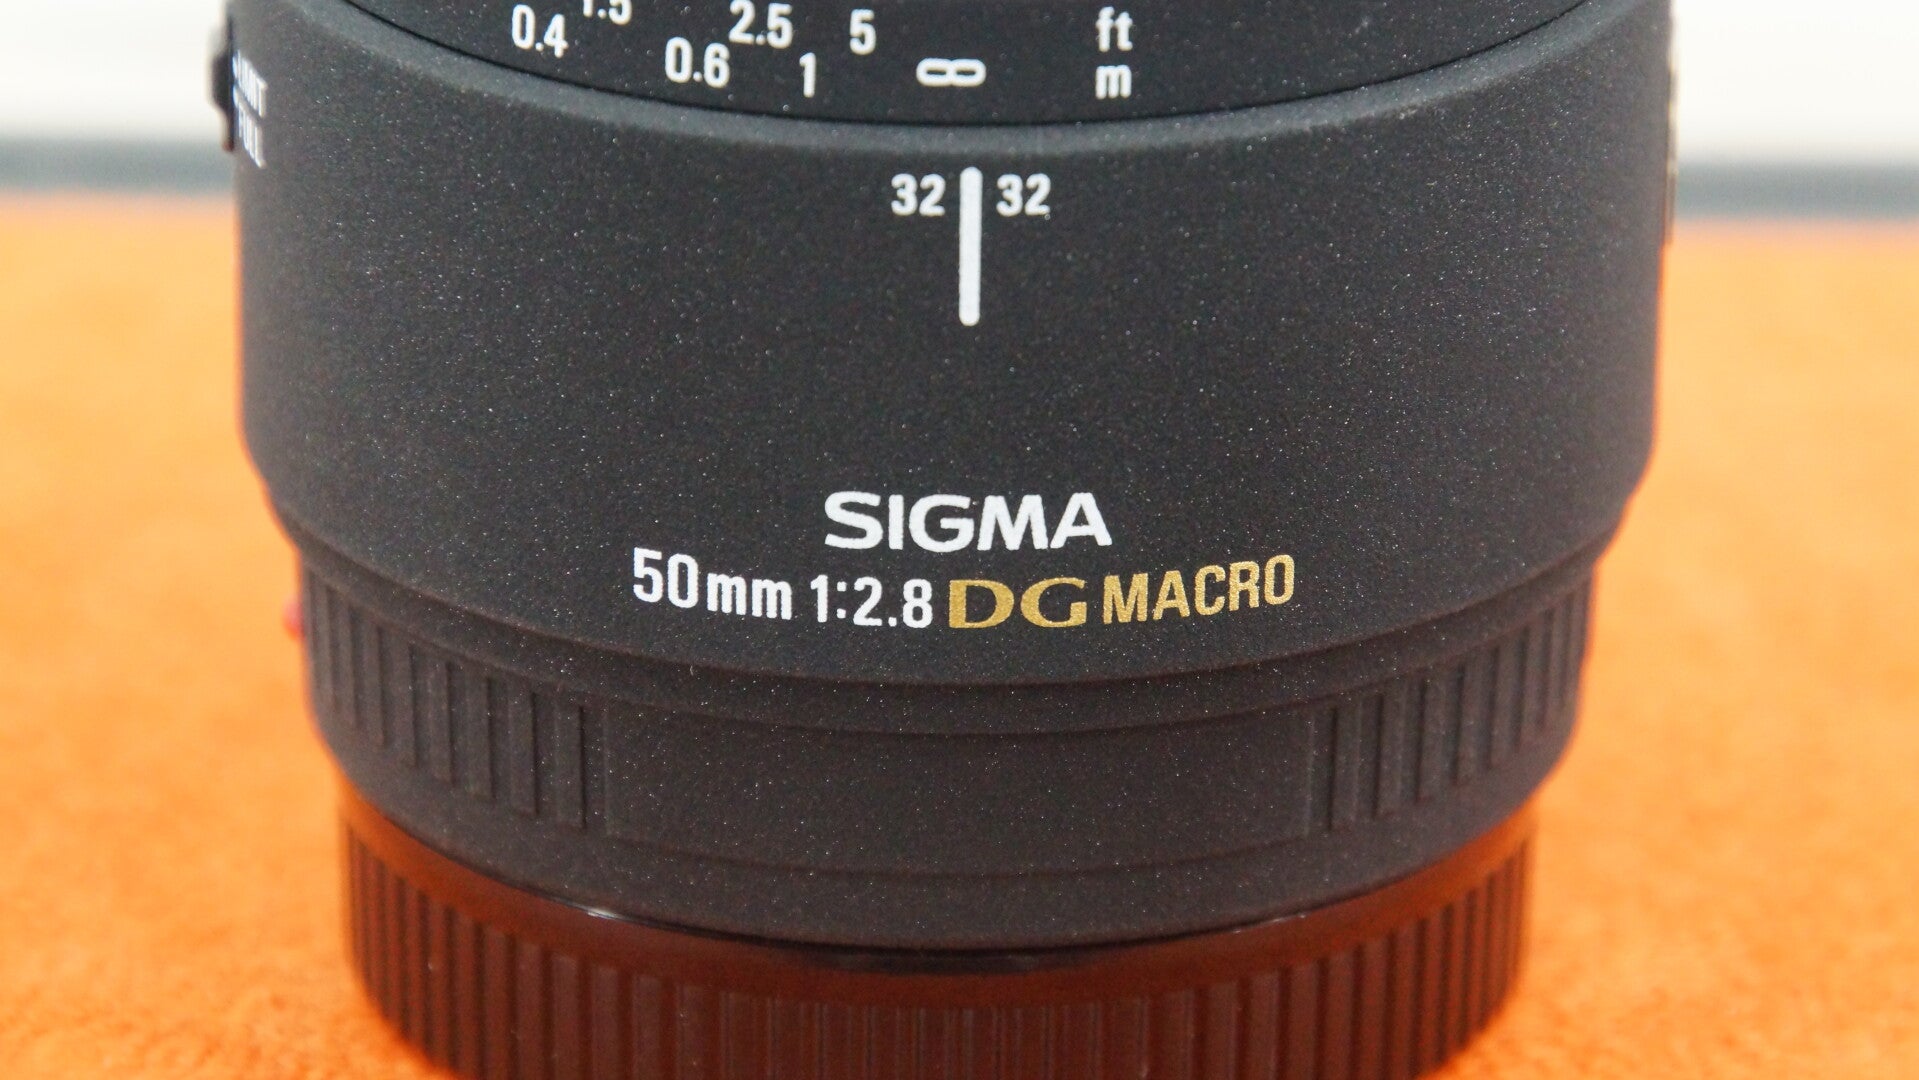 1.5 2.5 5 ft
0.4 0.6 1 ∞ m
FULL
32 32
SIGMA
50mm 1:2.8 DG MACRO